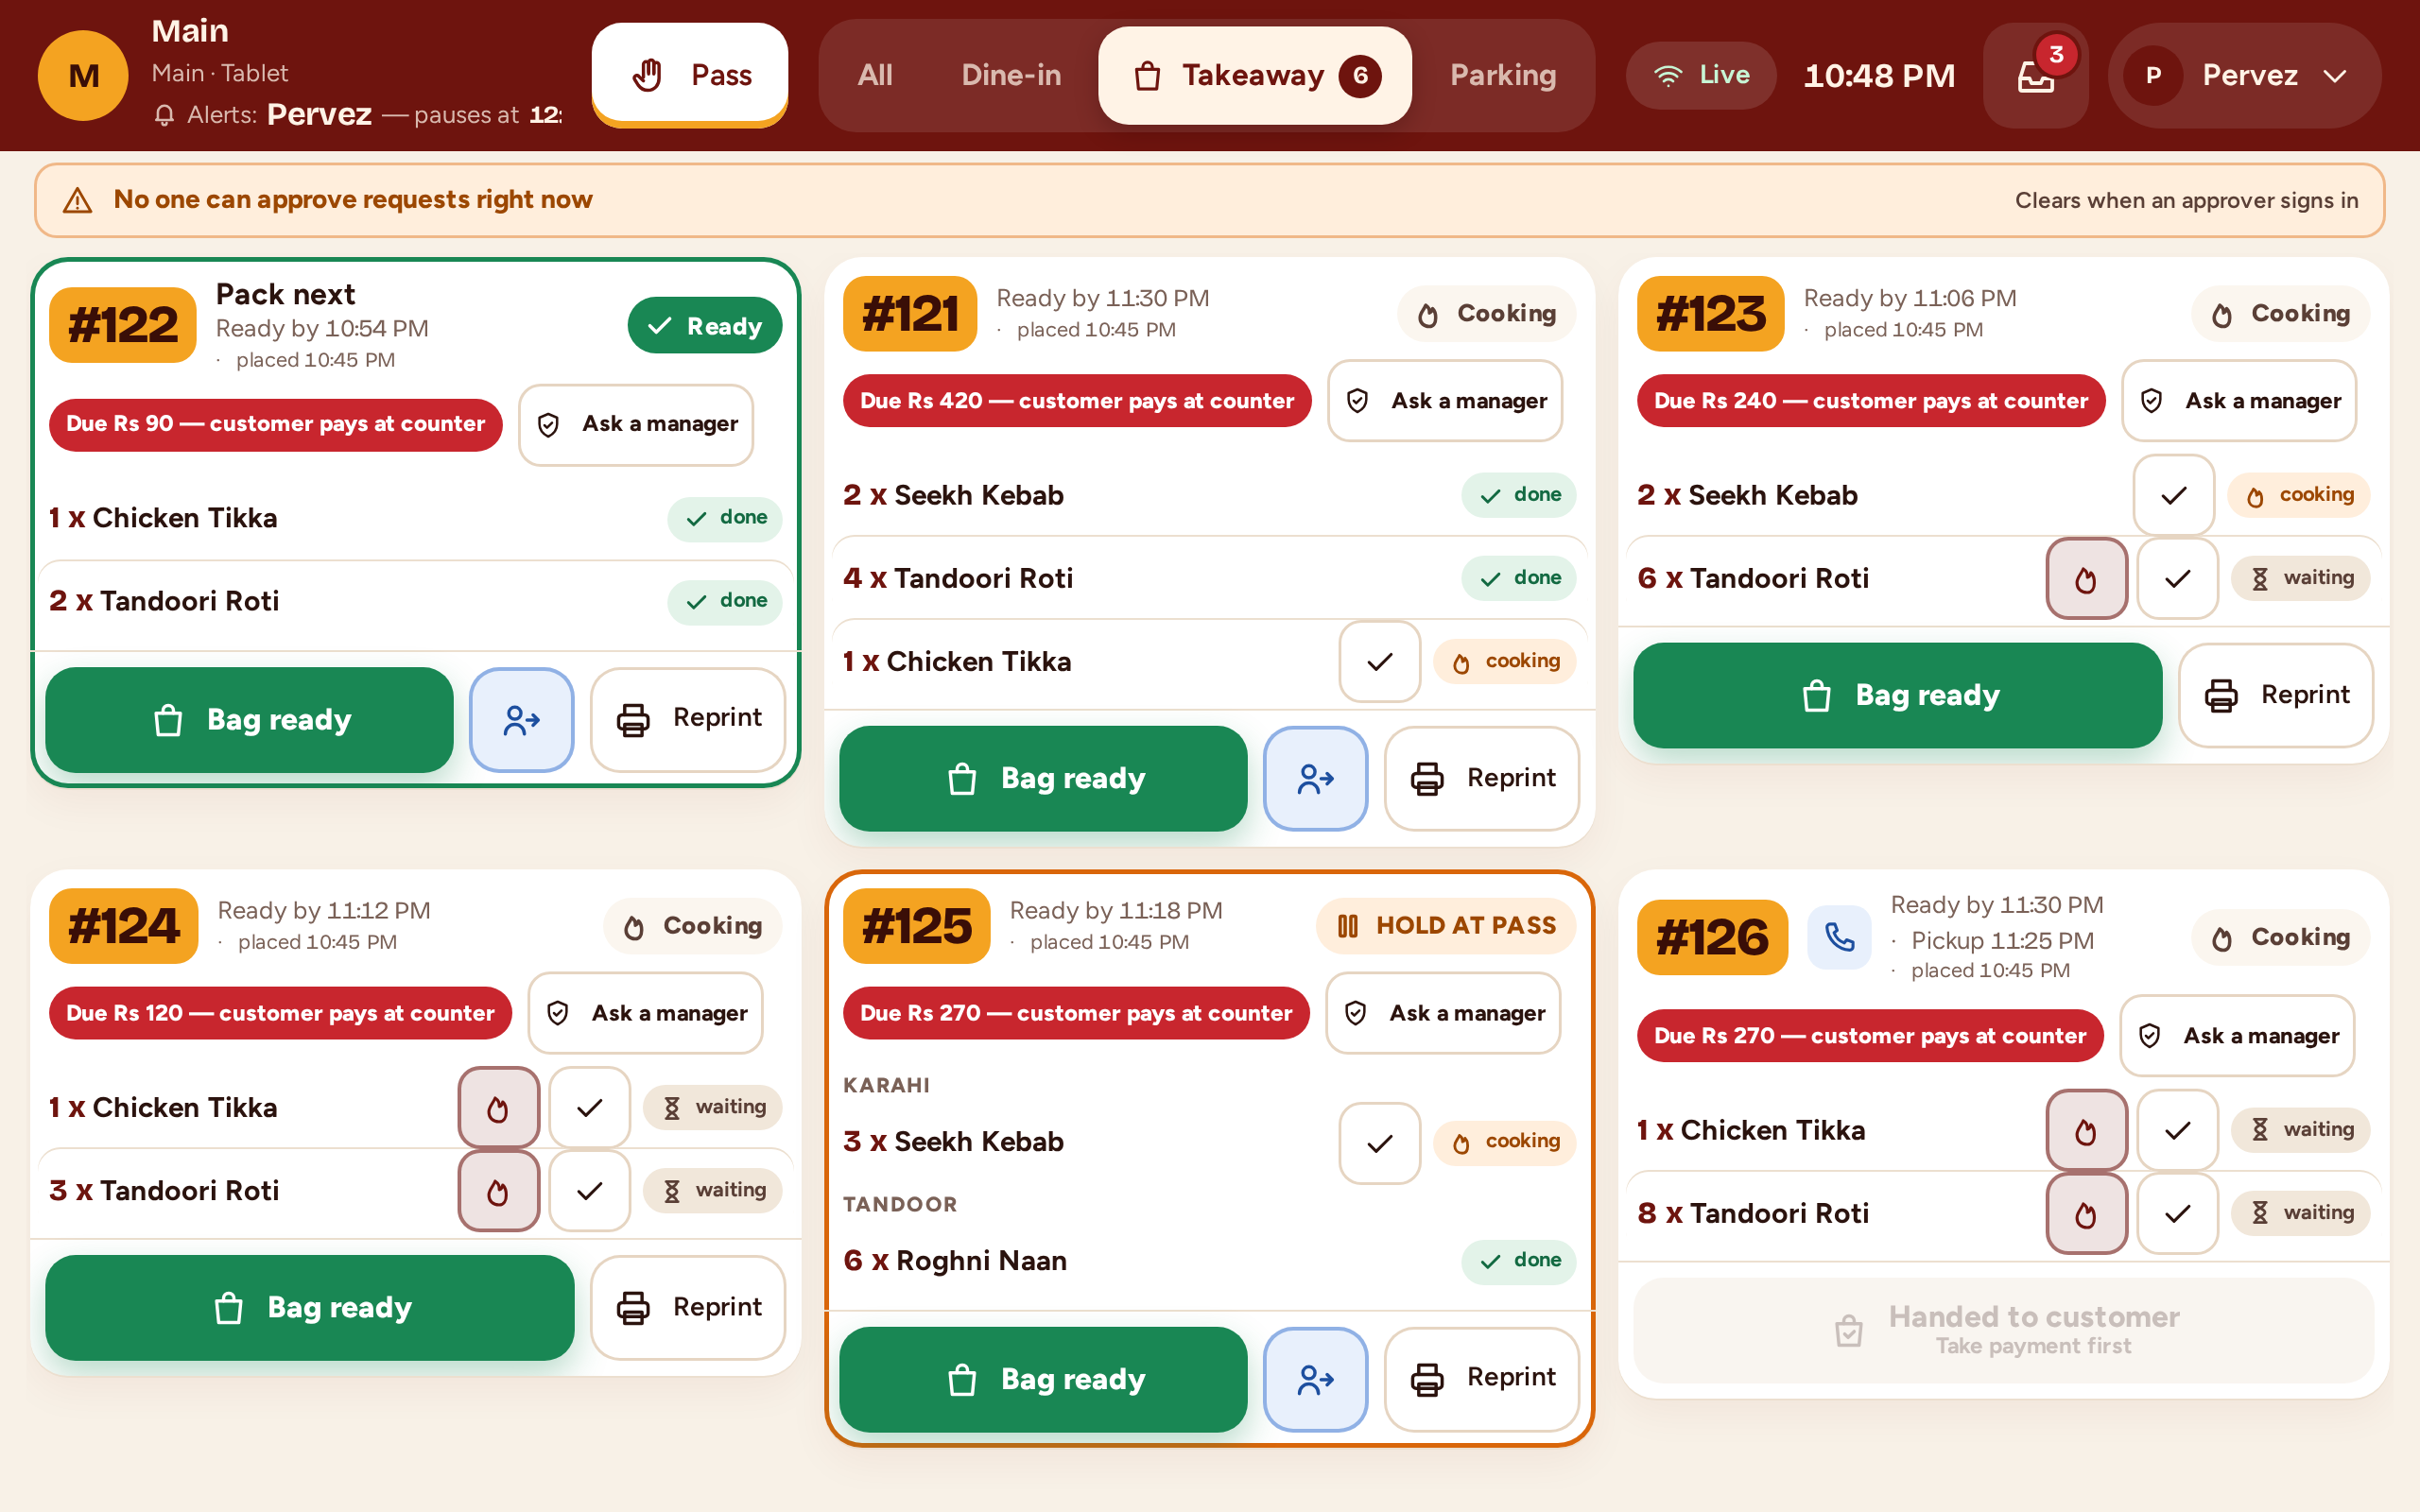 M
Main
Main · Tablet
Alerts: Pervez — pauses at 12:
Pass
All
Dine-in
Takeaway 6
Parking
Live
10:48 PM
3
P
Pervez
No one can approve requests right now
Clears when an approver signs in
#122
Pack next
Ready by 10:54 PM
· placed 10:45 PM
Ready
Due Rs 90 — customer pays at counter
Ask a manager
1 x Chicken Tikka
done
2 x Tandoori Roti
done
Bag ready
Reprint
#121
Ready by 11:30 PM
· placed 10:45 PM
Cooking
Due Rs 420 — customer pays at counter
Ask a manager
2 x Seekh Kebab
done
4 x Tandoori Roti
done
1 x Chicken Tikka
cooking
Bag ready
Reprint
#123
Ready by 11:06 PM
· placed 10:45 PM
Cooking
Due Rs 240 — customer pays at counter
Ask a manager
2 x Seekh Kebab
cooking
6 x Tandoori Roti
waiting
Bag ready
Reprint
#124
Ready by 11:12 PM
· placed 10:45 PM
Cooking
Due Rs 120 — customer pays at counter
Ask a manager
1 x Chicken Tikka
waiting
3 x Tandoori Roti
waiting
Bag ready
Reprint
#125
Ready by 11:18 PM
· placed 10:45 PM
HOLD AT PASS
Due Rs 270 — customer pays at counter
Ask a manager
KARAHI
3 x Seekh Kebab
cooking
TANDOOR
6 x Roghni Naan
done
Bag ready
Reprint
#126
Ready by 11:30 PM
· Pickup 11:25 PM
· placed 10:45 PM
Cooking
Due Rs 270 — customer pays at counter
Ask a manager
1 x Chicken Tikka
waiting
8 x Tandoori Roti
waiting
Handed to customer
Take payment first